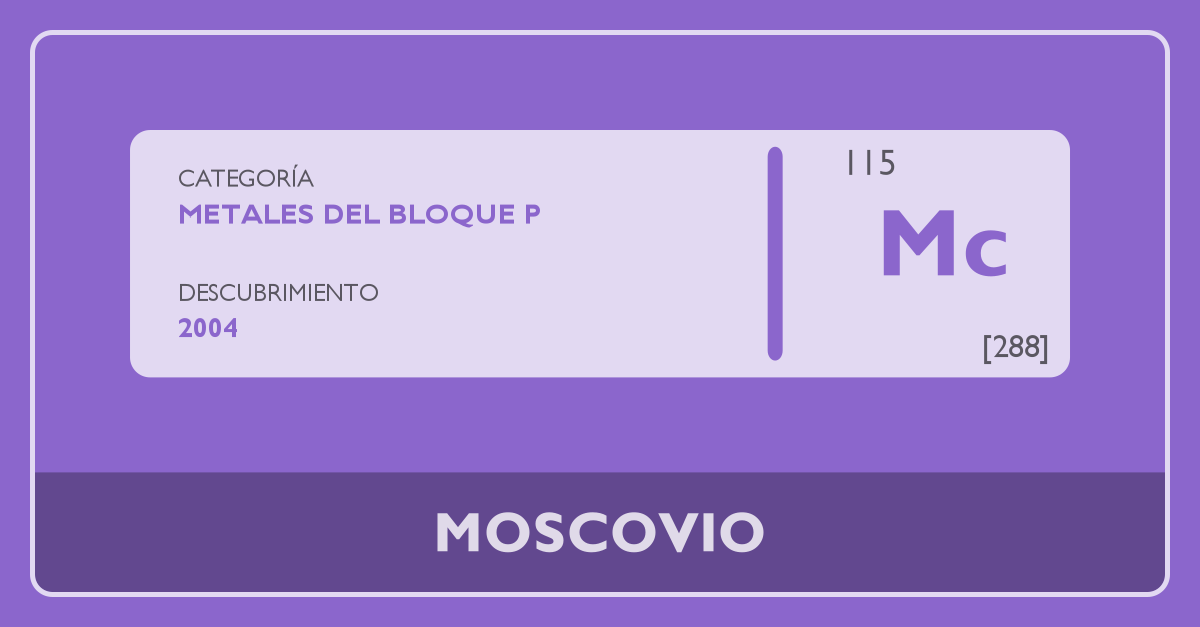 CATEGORÍA
METALES DEL BLOQUE P
DESCUBRIMIENTO
2004
115
Mc
[288]
MOSCOVIO